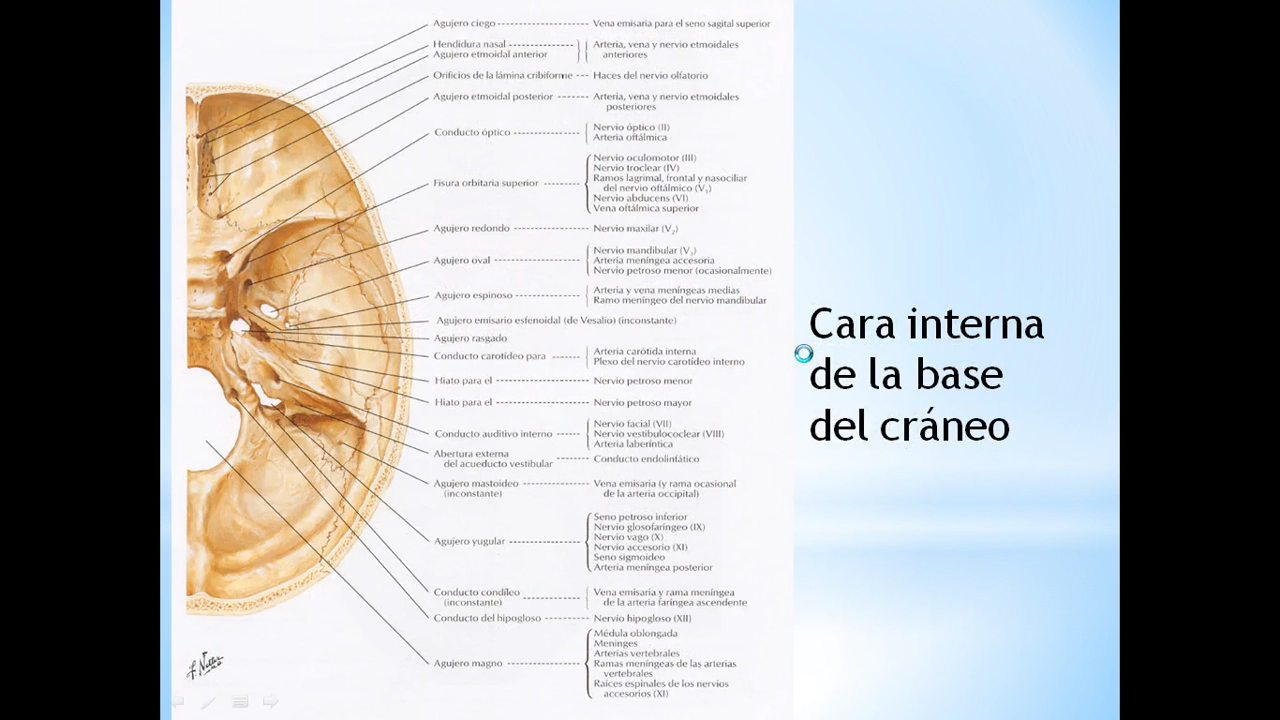 Agujero ciego Vena emisaria para el seno sagital superior
Hendidura nasal Arteria, vena y nervio etmoidales
Agujero etmoidal anterior anteriores
Orificios de la lámina cribiforme Haces del nervio olfatorio
Agujero etmoidal posterior Arteria, vena y nervio etmoidales
posteriores
Conducto óptico Nervio óptico (II)
Arteria oftálmica
Fisura orbitaria superior Nervio oculomotor (III)
Nervio troclear (IV)
Ramos lagrimal, frontal y nasociliar
del nervio oftálmico (V1)
Nervio abducens (VI)
Vena oftálmica superior
Agujero redondo Nervio maxilar (V2)
Agujero oval Nervio mandibular (V3)
Arteria meníngea accesoria
Nervio petroso menor (ocasionalmente)
Agujero espinoso Arteria y vena meníngeas medias
Ramo meníngeo del nervio mandibular
Agujero emisario esfenoidal (de Vesalio) (inconstante)
Agujero rasgado
Conducto carotídeo para Arteria carótida interna
Plexo del nervio carotídeo interno
Hiato para el Nervio petroso menor
Hiato para el Nervio petroso mayor
Conducto auditivo interno Nervio facial (VII)
Nervio vestibulococlear (VIII)
Arteria laberíntica
Abertura externa
del acueducto vestibular Conducto endolinfático
Agujero mastoideo Vena emisaria (y rama ocasional
(inconstante) de la arteria occipital)
Agujero yugular Seno petroso inferior
Nervio glosofaríngeo (IX)
Nervio vago (X)
Nervio accesorio (XI)
Seno sigmoideo
Arteria meníngea posterior
Conducto condíleo Vena emisaria y rama meníngea
(inconstante) de la arteria faríngea ascendente
Conducto del hipogloso Nervio hipogloso (XII)
Agujero magno Médula oblongada
Meninges
Arterias vertebrales
Ramas meníngeas de las arterias
vertebrales
Raíces espinales de los nervios
accesorios (XI)
Cara interna
de la base
del cráneo